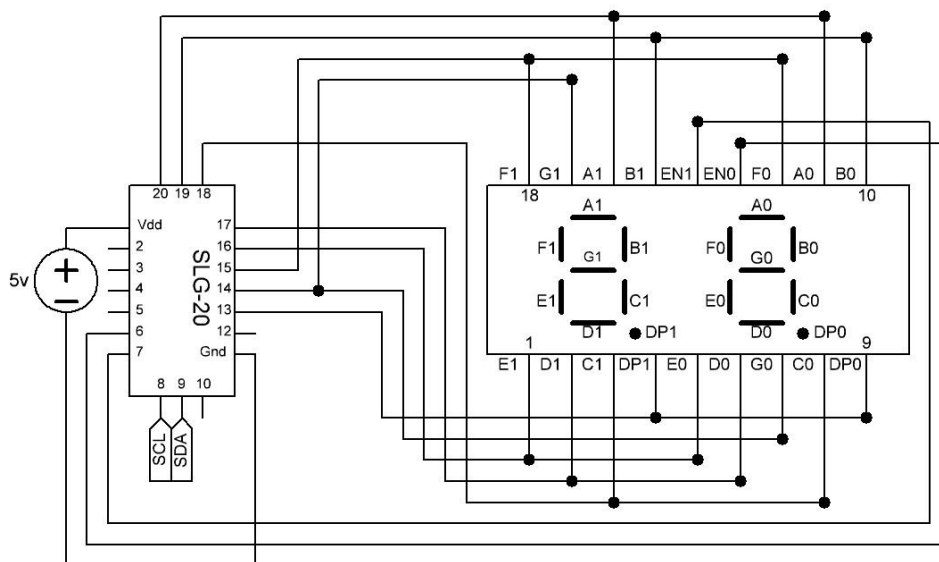 20 19 18
Vdd
2
3
4
5
6
7
17
16
15
14
13
12
Gnd
SLG-20
8 9 10
SCL
SDA
5v
F1 G1 A1 B1 EN1 EN0 F0 A0 B0
18 10
A1 A0
F1 B1 F0 B0
G1 G0
E1 C1 E0 C0
D1 DP1 D0 DP0
1 9
E1 D1 C1 DP1 E0 D0 G0 C0 DP0